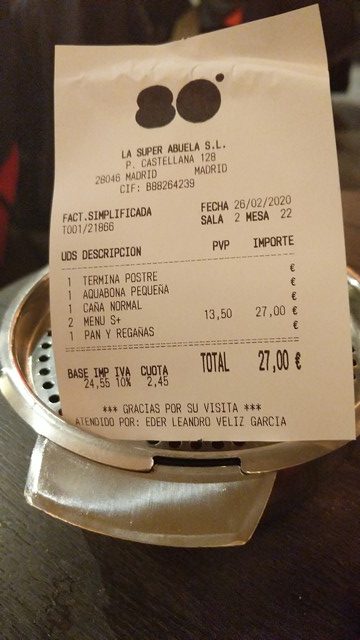 80°
LA SUPER ABUELA S.L.
P. CASTELLANA 128
28046 MADRID MADRID
CIF: B88264239
FACT.SIMPLIFICADA FECHA 26/02/2020
T001/21866 SALA 2 MESA 22
UDS DESCRIPCION PVP IMPORTE
1 TERMINA POSTRE €
1 AQUABONA PEQUEÑA €
1 CAÑA NORMAL €
2 MENU S+ 13,50 27,00 €
1 PAN Y REGAÑAS €
BASE IMP IVA CUOTA TOTAL 27,00 €
24,55 10% 2,45
*** GRACIAS POR SU VISITA ***
ATENDIDO POR: EDER LEANDRO VELIZ GARCIA